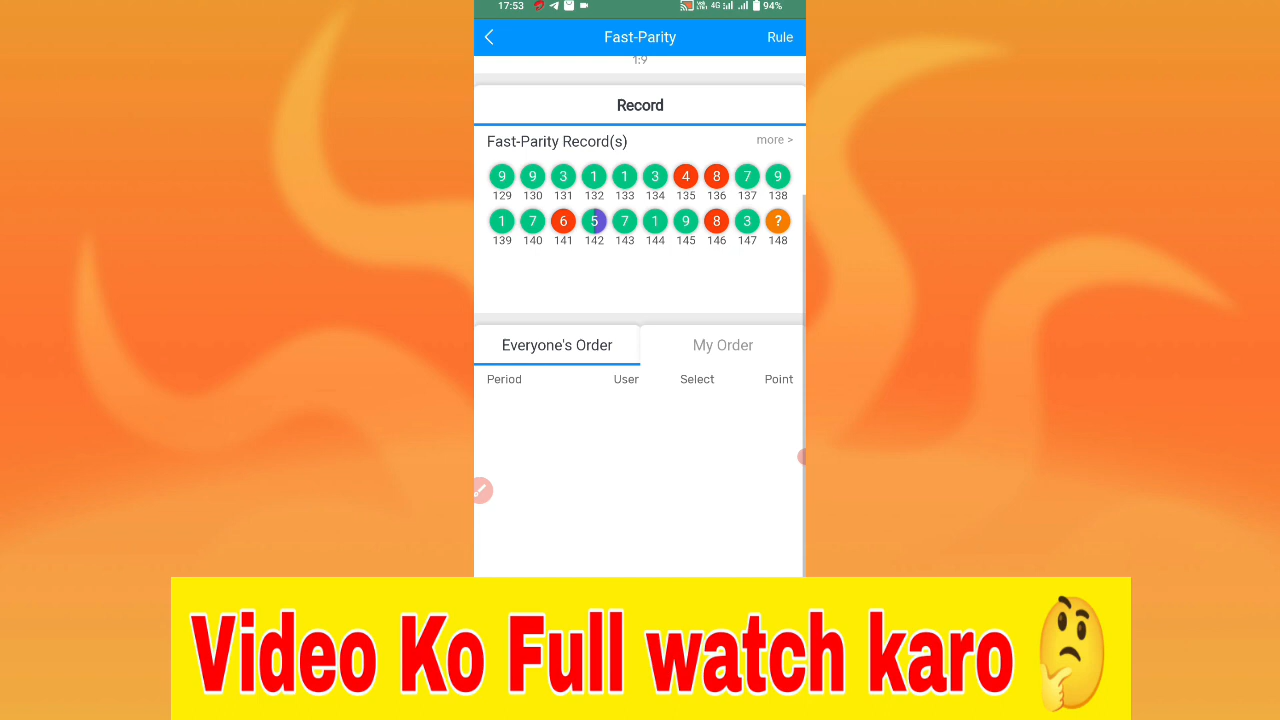 17:53 4G 94%
Fast-Parity Rule
1:9
Record
Fast-Parity Record(s) more >
9 9 3 1 1 3 4 8 7 9
129 130 131 132 133 134 135 136 137 138
1 7 6 5 7 1 9 8 3 ?
139 140 141 142 143 144 145 146 147 148
Everyone's Order My Order
Period User Select Point
Video Ko Full watch karo